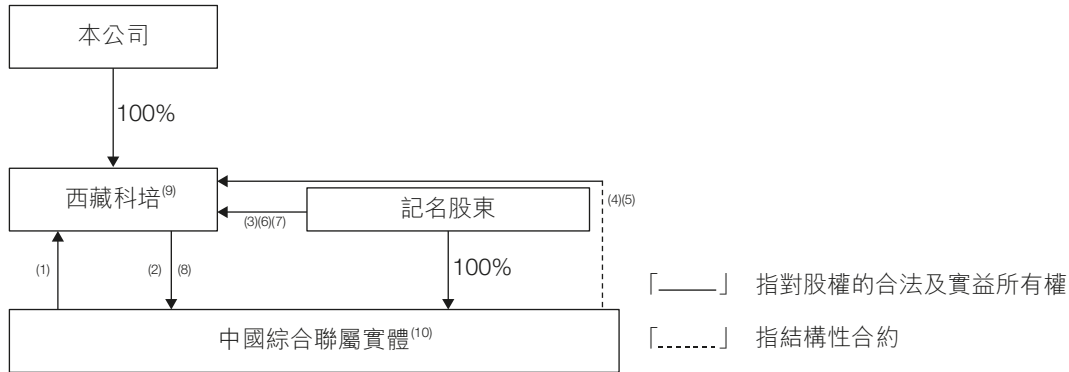 本公司
100%
西藏科培(9)
記名股東
(4)(5)
(3)(6)(7)
(1)
(2)
(8)
100%
「____」 指對股權的合法及實益所有權
中國綜合聯屬實體(10)
「.......」 指結構性合約